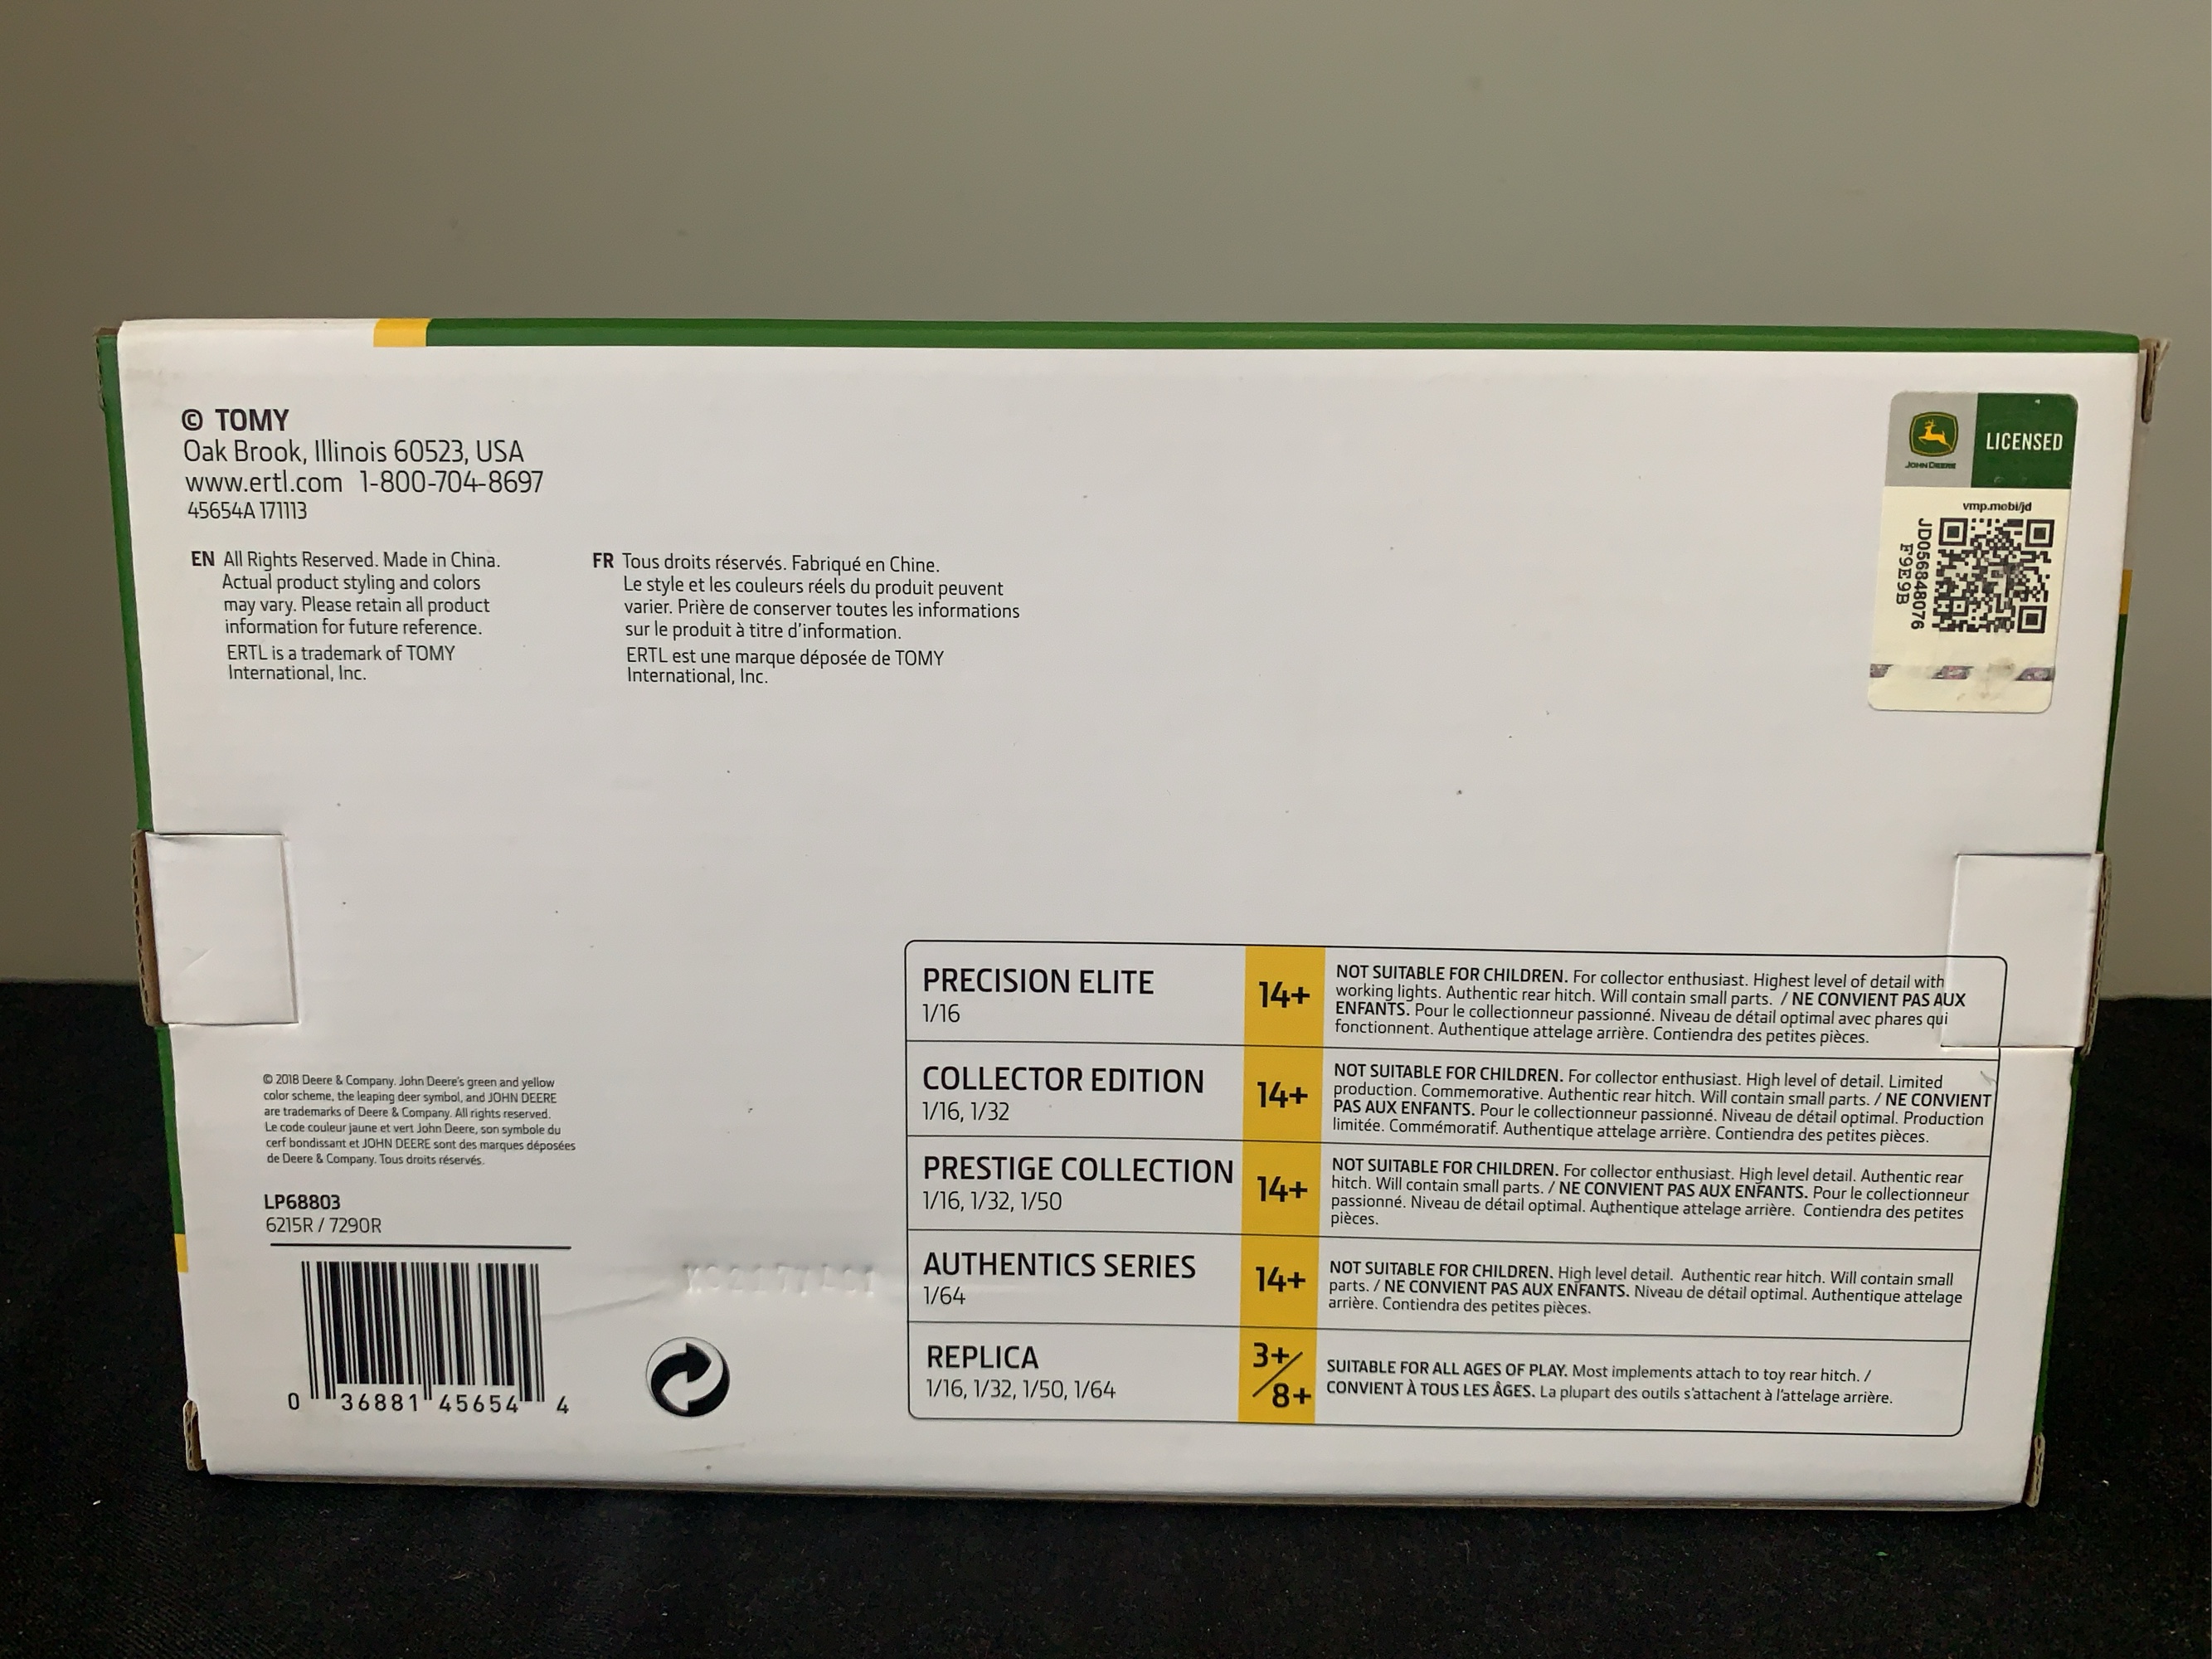 © TOMY
Oak Brook, Illinois 60523, USA
www.ertl.com 1-800-704-8697
45654A 171113
EN All Rights Reserved. Made in China.
Actual product styling and colors
may vary. Please retain all product
information for future reference.
ERTL is a trademark of TOMY
International, Inc.
FR Tous droits réservés. Fabriqué en Chine.
Le style et les couleurs réels du produit peuvent
varier. Prière de conserver toutes les informations
sur le produit à titre d'information.
ERTL est une marque déposée de TOMY
International, Inc.
JOHN DEERE
LICENSED
vmp.mobi/jd
JD056848076
F9E9B
© 2018 Deere & Company. John Deere's green and yellow
color scheme, the leaping deer symbol, and JOHN DEERE
are trademarks of Deere & Company. All rights reserved.
Le code couleur jaune et vert John Deere, son symbole du
cerf bondissant et JOHN DEERE sont des marques déposées
de Deere & Company. Tous droits réservés.
LP68803
6215R / 7290R
0 36881 45654 4
PRECISION ELITE
1/16
14+
NOT SUITABLE FOR CHILDREN. For collector enthusiast. Highest level of detail with
working lights. Authentic rear hitch. Will contain small parts. / NE CONVIENT PAS AUX
ENFANTS. Pour le collectionneur passionné. Niveau de détail optimal avec phares qui
fonctionnent. Authentique attelage arrière. Contiendra des petites pièces.
COLLECTOR EDITION
1/16, 1/32
14+
NOT SUITABLE FOR CHILDREN. For collector enthusiast. High level of detail. Limited
production. Commemorative. Authentic rear hitch. Will contain small parts. / NE CONVIENT
PAS AUX ENFANTS. Pour le collectionneur passionné. Niveau de détail optimal. Production
limitée. Commémoratif. Authentique attelage arrière. Contiendra des petites pièces.
PRESTIGE COLLECTION
1/16, 1/32, 1/50
14+
NOT SUITABLE FOR CHILDREN. For collector enthusiast. High level detail. Authentic rear
hitch. Will contain small parts. / NE CONVIENT PAS AUX ENFANTS. Pour le collectionneur
passionné. Niveau de détail optimal. Authentique attelage arrière. Contiendra des petites
pièces.
AUTHENTICS SERIES
1/64
14+
NOT SUITABLE FOR CHILDREN. High level detail. Authentic rear hitch. Will contain small
parts. / NE CONVIENT PAS AUX ENFANTS. Niveau de détail optimal. Authentique attelage
arrière. Contiendra des petites pièces.
REPLICA
1/16, 1/32, 1/50, 1/64
3+/8+
SUITABLE FOR ALL AGES OF PLAY. Most implements attach to toy rear hitch. /
CONVIENT À TOUS LES ÂGES. La plupart des outils s'attachent à l'attelage arrière.